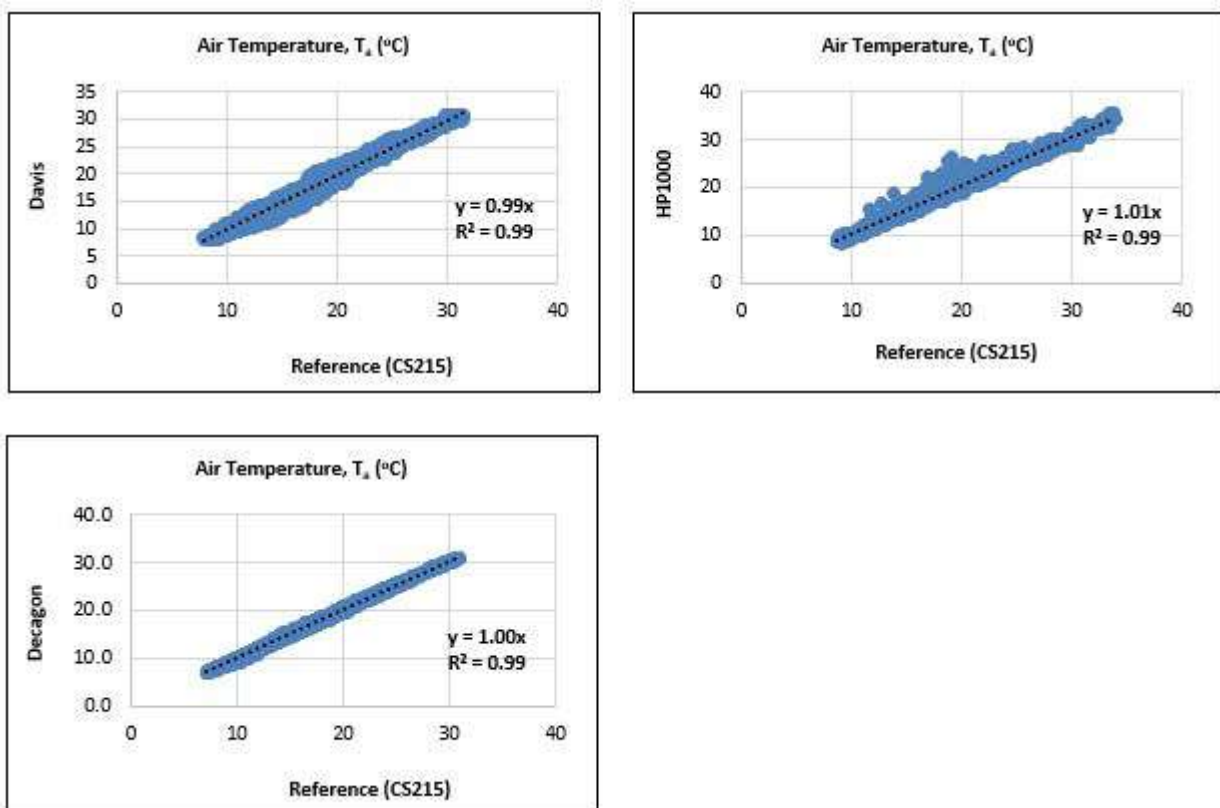 Air Temperature, Ta (°C)
Davis
35
30
25
20
15
10
5
0
y = 0.99x
R² = 0.99
0 10 20 30 40
Reference (CS215)
Air Temperature, Ta (°C)
HP1000
40
30
20
10
0
y = 1.01x
R² = 0.99
0 10 20 30 40
Reference (CS215)
Air Temperature, Ta (°C)
Decagon
40.0
30.0
20.0
10.0
0.0
y = 1.00x
R² = 0.99
0 10 20 30 40
Reference (CS215)